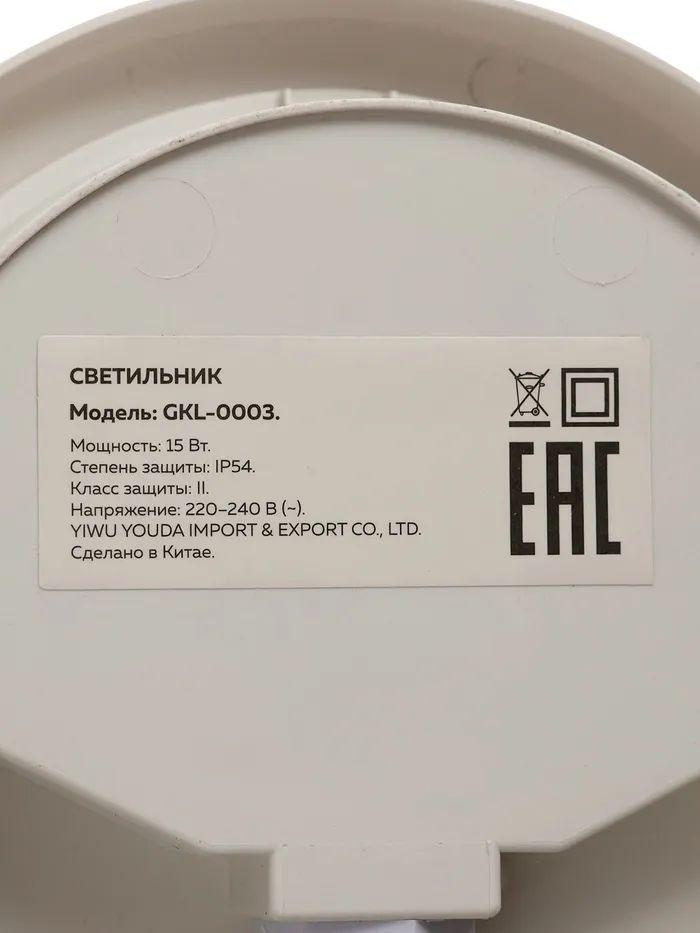 СВЕТИЛЬНИК
Модель: GKL-0003.
Мощность: 15 Вт.
Степень защиты: IP54.
Класс защиты: II.
Напряжение: 220–240 В (~).
YIWU YOUDA IMPORT & EXPORT CO., LTD.
Сделано в Китае.
EAC